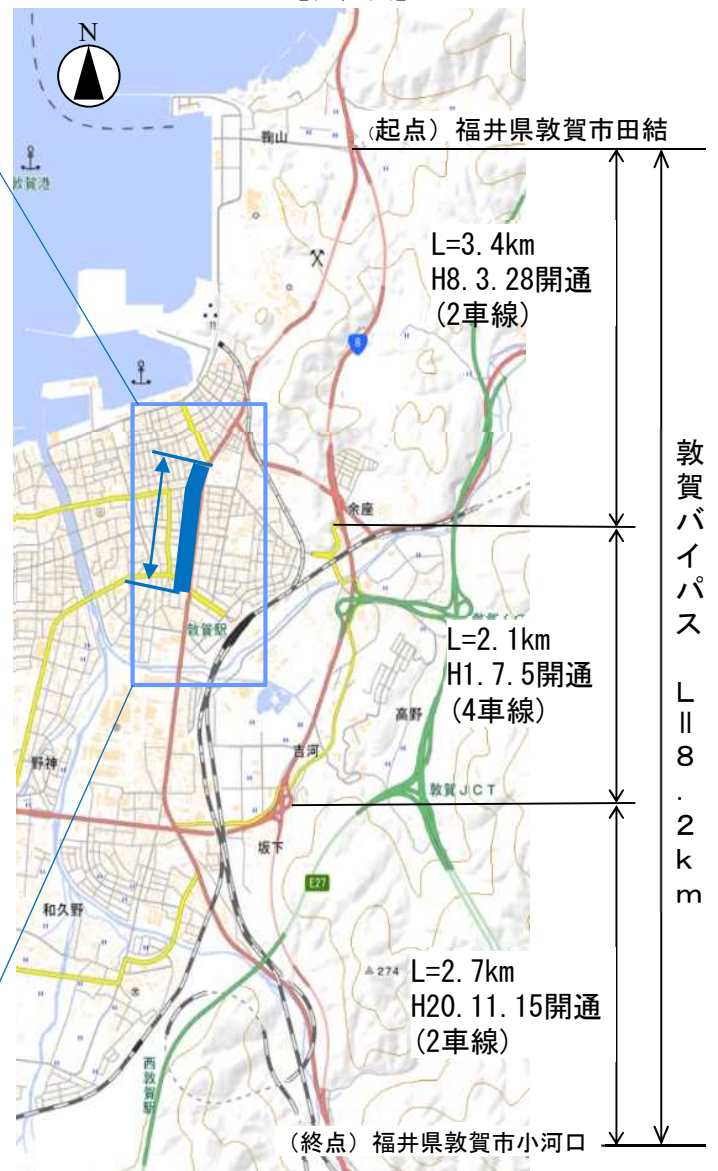 N
(起点) 福井県敦賀市田結
鞠山
敦賀港
L=3.4km
H8.3.28開通
(2車線)
8
余座
敦賀バイパス L=8.2km
敦賀駅
L=2.1km
H1.7.5開通
(4車線)
高野
吉河
野神
敦賀JCT
坂下
E27
和久野
274
L=2.7km
H20.11.15開通
(2車線)
西敦賀駅
(終点) 福井県敦賀市小河口